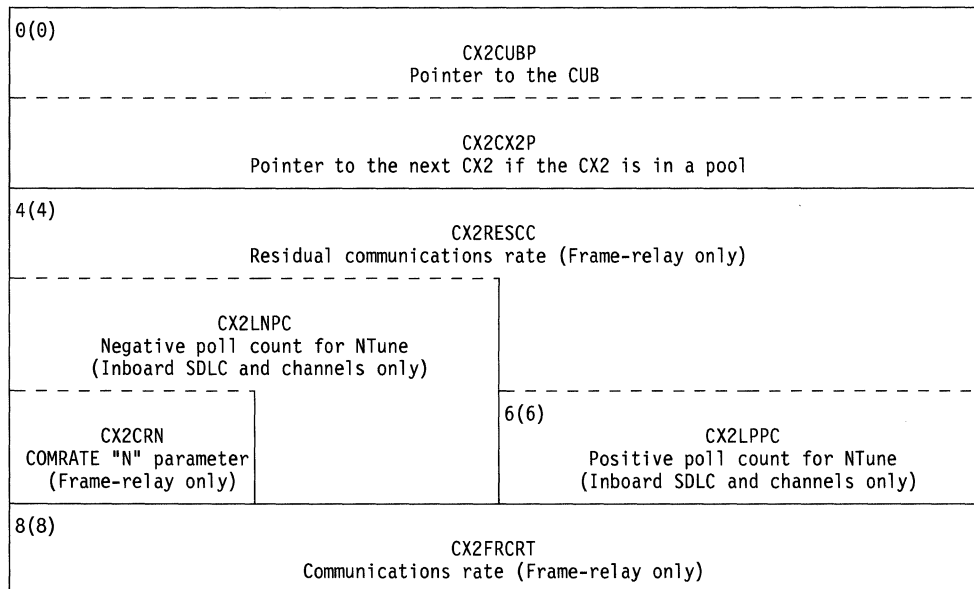 0(0)
CX2CUBP
Pointer to the CUB
CX2CX2P
Pointer to the next CX2 if the CX2 is in a pool
4(4)
CX2RESCC
Residual communications rate (Frame-relay only)
CX2LNPC
Negative poll count for NTune
(Inboard SDLC and channels only)
CX2CRN
COMRATE "N" parameter
(Frame-relay only)
6(6)
CX2LPPC
Positive poll count for NTune
(Inboard SDLC and channels only)
8(8)
CX2FRCRT
Communications rate (Frame-relay only)